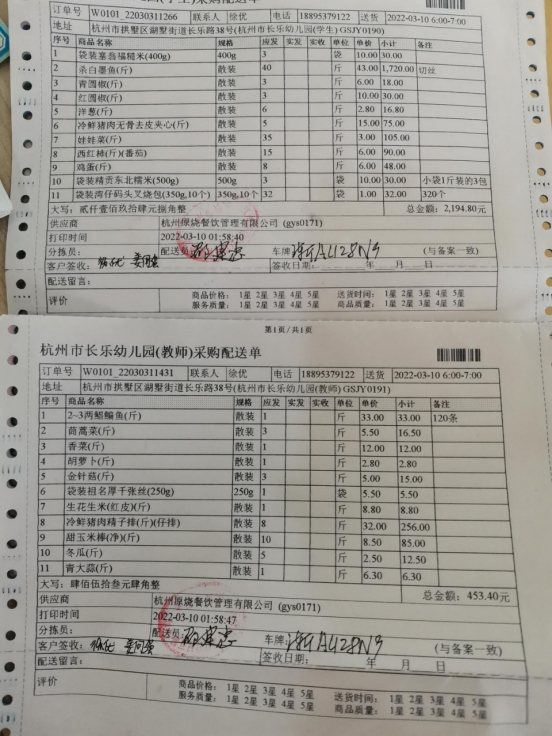 订单号 W0101_22030311266 联系人 徐优 电话 18895379122 送货 2022-03-10 6:00-7:00
地址 杭州市拱墅区湖墅街道长乐路38号(杭州市长乐幼儿园(学生)GSJY0190)
序号 商品名称 规格 应发 实发 实收 单位 单价 小计 备注
1 袋装塞翁福糙米(400g) 400g 3 袋 10.00 30.00
2 杀白墨鱼(斤) 散装 40 斤 43.00 1,720.00 切丝
3 青圆椒(斤) 散装 3 斤 6.00 18.00
4 红圆椒(斤) 散装 3 斤 10.00 30.00
5 洋葱(斤) 散装 6 斤 2.80 16.80
6 冷鲜猪肉无骨去皮夹心(斤) 散装 5 斤 15.00 75.00
7 娃娃菜(斤) 散装 35 斤 3.00 105.00
8 西红柿(斤)(番茄) 散装 15 斤 6.00 90.00
9 鸡蛋(斤) 散装 8 斤 6.00 48.00
10 袋装精贡东北糯米(500g) 500g 3 袋 10.00 30.00 小袋1斤装的3包
11 袋装湾仔码头叉烧包(350g,10个) 350g,10个 32 袋 1.00 32.00 320个
大写: 贰仟壹佰玖拾肆元捌角整 总金额: 2,194.80元
供应商 杭州原烧餐饮管理有限公司 (gys0171)
打印时间 2022-03-10 01:58:40
分拣员: 配送员: 车牌: (与备案一致)
客户签收: 签收日期: 年 月 日
配送留言:
评价 商品价格: 1星 2星 3星 4星 5星 送货时间: 1星 2星 3星 4星 5星
服务质量: 1星 2星 3星 4星 5星 商品质量: 1星 2星 3星 4星 5星
第1页/共1页
杭州市长乐幼儿园(教师)采购配送单
订单号 W0101_22030311431 联系人 徐优 电话 18895379122 送货 2022-03-10 6:00-7:00
地址 杭州市拱墅区湖墅街道长乐路38号(杭州市长乐幼儿园(教师)GSJY0191)
序号 商品名称 规格 应发 实发 实收 单位 单价 小计 备注
1 2~3两鲳鳊鱼(斤) 散装 1 斤 33.00 33.00 120条
2 茼蒿菜(斤) 散装 3 斤 5.50 16.50
3 香菜(斤) 散装 1 斤 12.00 12.00
4 胡萝卜(斤) 散装 1 斤 2.80 2.80
5 金针菇(斤) 散装 3 斤 5.00 15.00
6 袋装祖名厚千张丝(250g) 250g 1 袋 5.50 5.50
7 生花生米(红皮)(斤) 散装 1 斤 8.80 8.80
8 冷鲜猪肉精子排(斤)(仔排) 散装 8 斤 32.00 256.00
9 甜玉米棒(净)(斤) 散装 10 斤 8.50 85.00
10 冬瓜(斤) 散装 5 斤 2.50 12.50
11 青大蒜(斤) 散装 1 斤 6.30 6.30
大写: 肆佰伍拾叁元肆角整 总金额: 453.40元
供应商 杭州原烧餐饮管理有限公司 (gys0171)
打印时间 2022-03-10 01:58:47
分拣员: 配送员: 车牌: (与备案一致)
客户签收: 签收日期: 年 月 日
配送留言:
评价 商品价格: 1星 2星 3星 4星 5星 送货时间: 1星 2星 3星 4星 5星
服务质量: 1星 2星 3星 4星 5星 商品质量: 1星 2星 3星 4星 5星